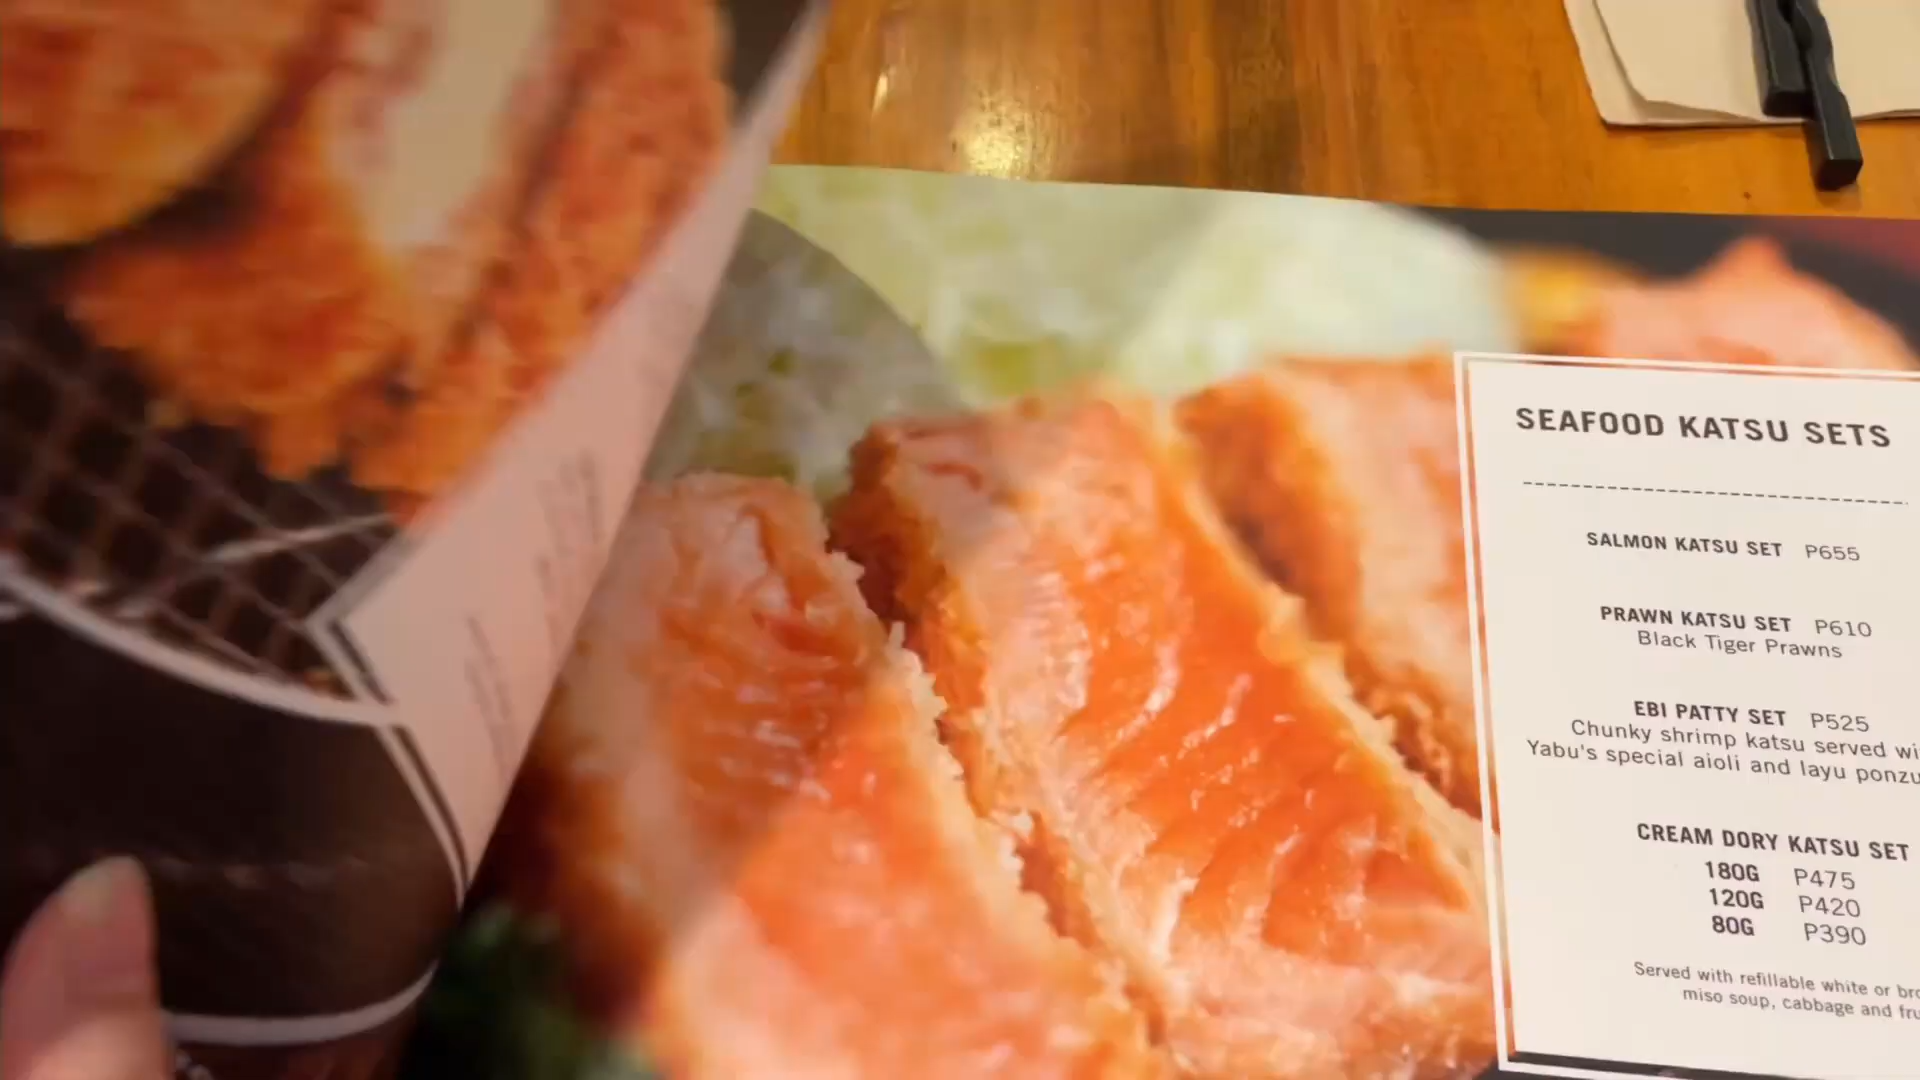 SEAFOOD KATSU SETS
SALMON KATSU SET P655
PRAWN KATSU SET P610
Black Tiger Prawns
EBI PATTY SET P525
Chunky shrimp katsu served
Yabu's special aioli and layu ponzu
CREAM DORY KATSU SET
180G P475
120G P420
80G P390
Served with refillable white or
miso soup, cabbage and